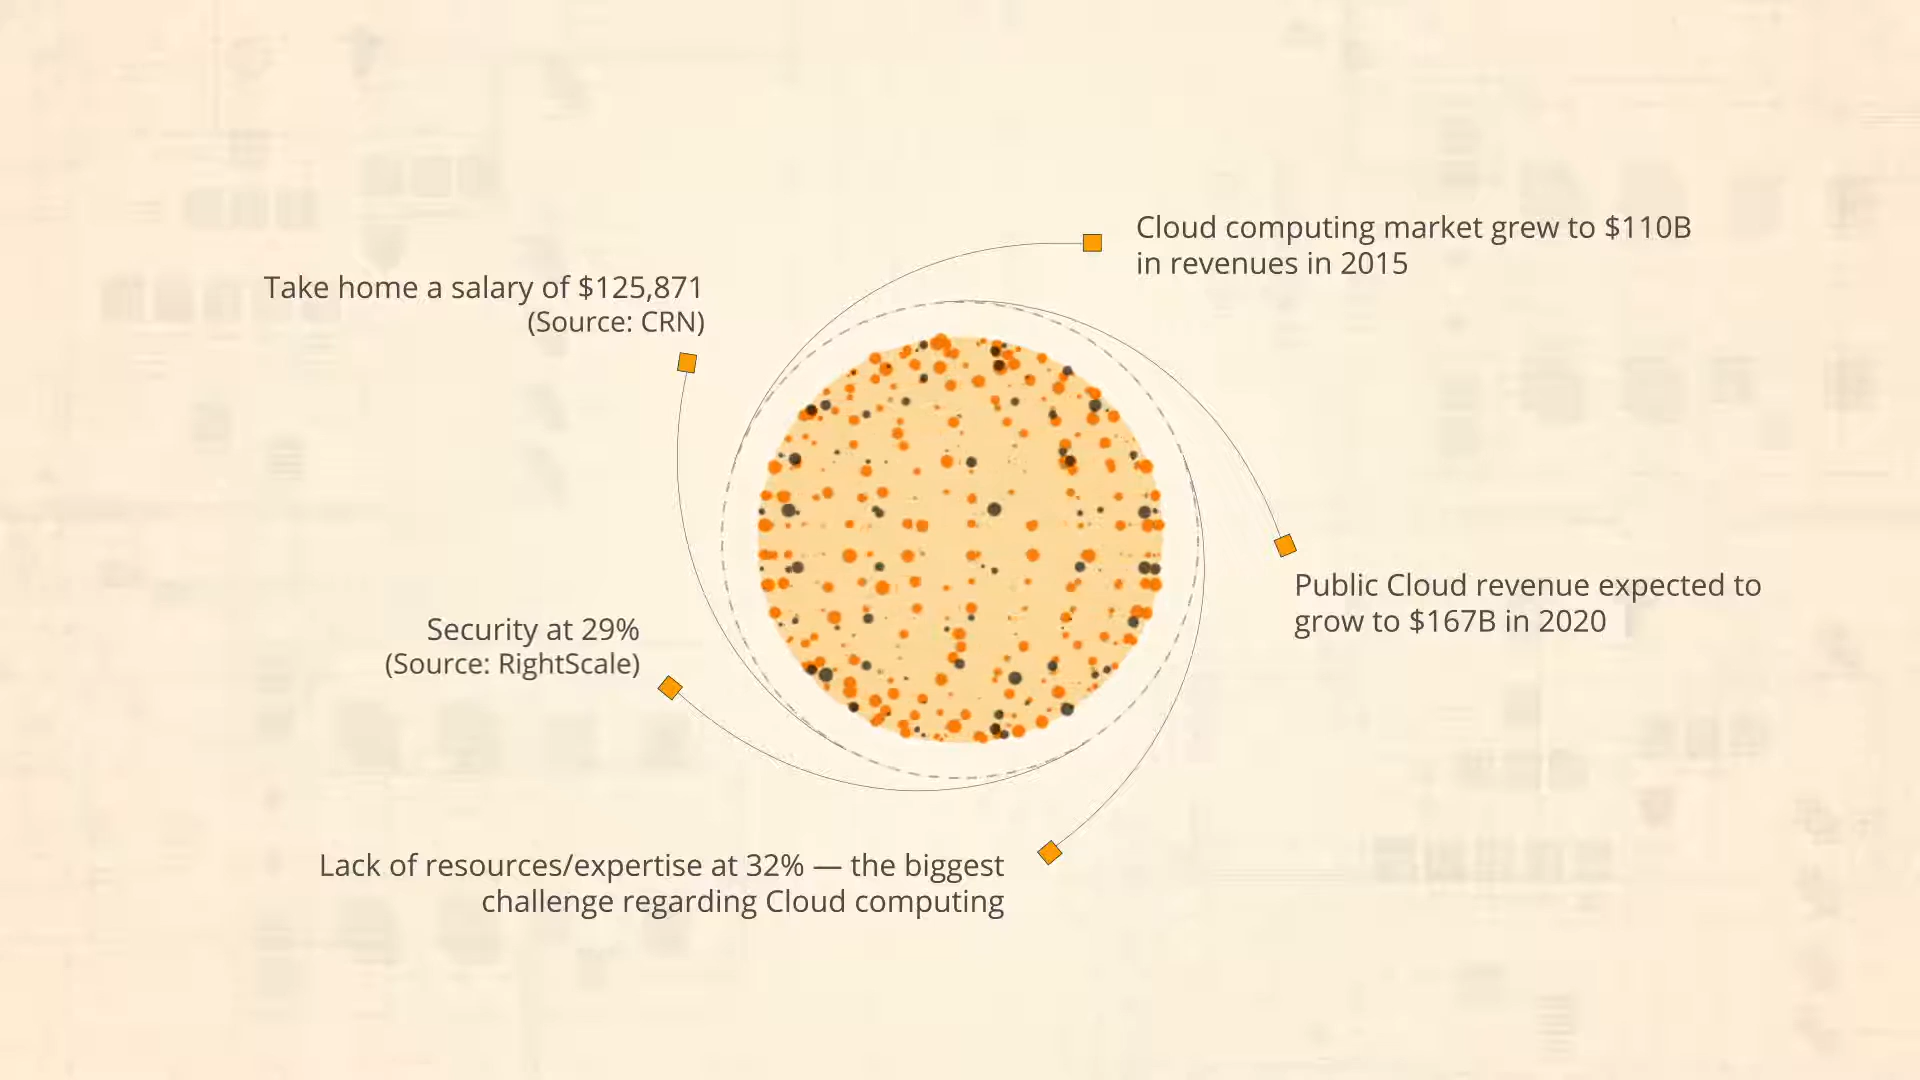 Cloud computing market grew to $110B
in revenues in 2015
Public Cloud revenue expected to
grow to $167B in 2020
Lack of resources/expertise at 32% — the biggest
challenge regarding Cloud computing
Security at 29%
(Source: RightScale)
Take home a salary of $125,871
(Source: CRN)